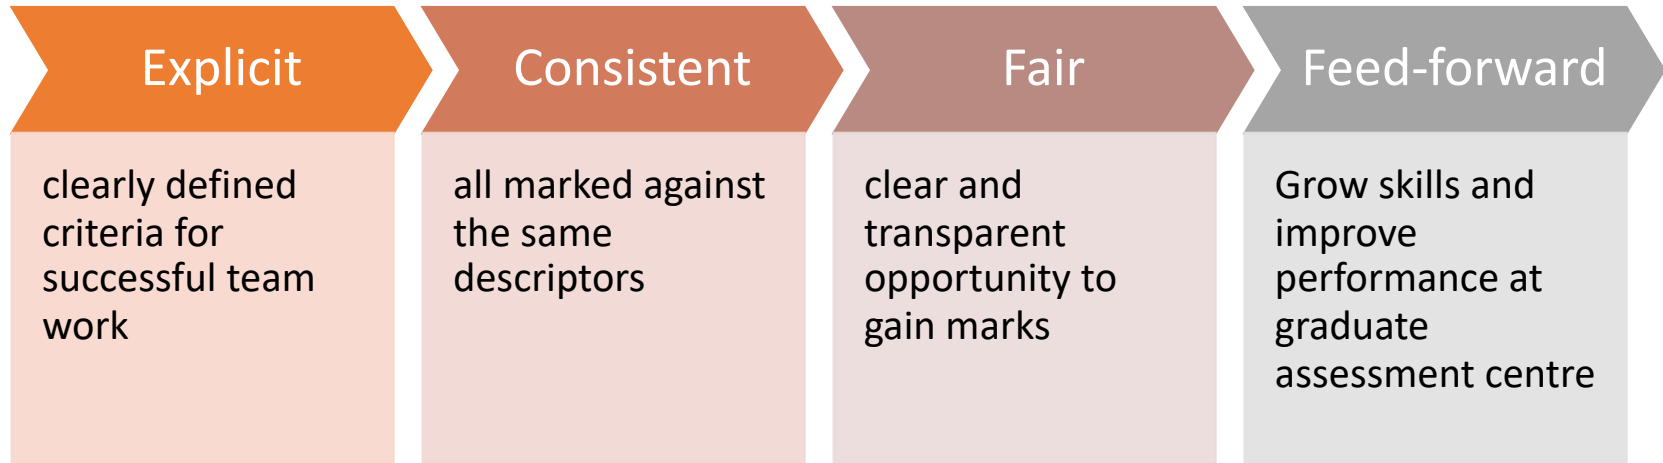 Explicit
clearly defined
criteria for
successful team
work
Consistent
all marked against
the same
descriptors
Fair
clear and
transparent
opportunity to
gain marks
Feed-forward
Grow skills and
improve
performance at
graduate
assessment centre